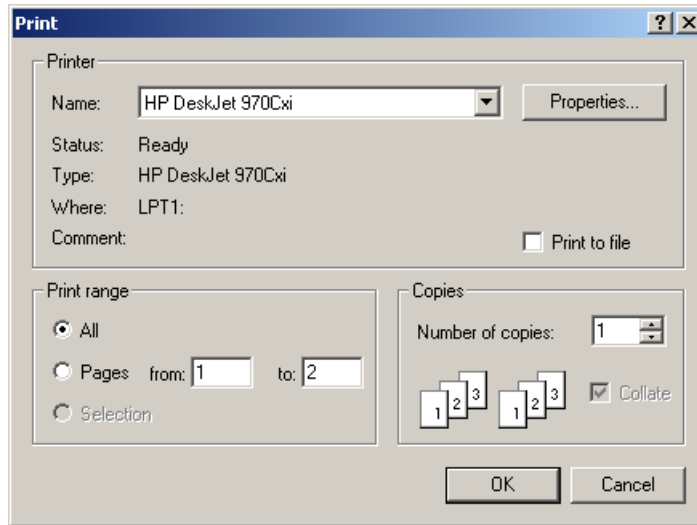 Print
Printer
Name: HP DeskJet 970Cxi Properties...
Status: Ready
Type: HP DeskJet 970Cxi
Where: LPT1:
Comment: Print to file
Print range
All
Pages from: 1 to: 2
Selection
Copies
Number of copies: 1
1 2 3 1 2 3 Collate
OK Cancel